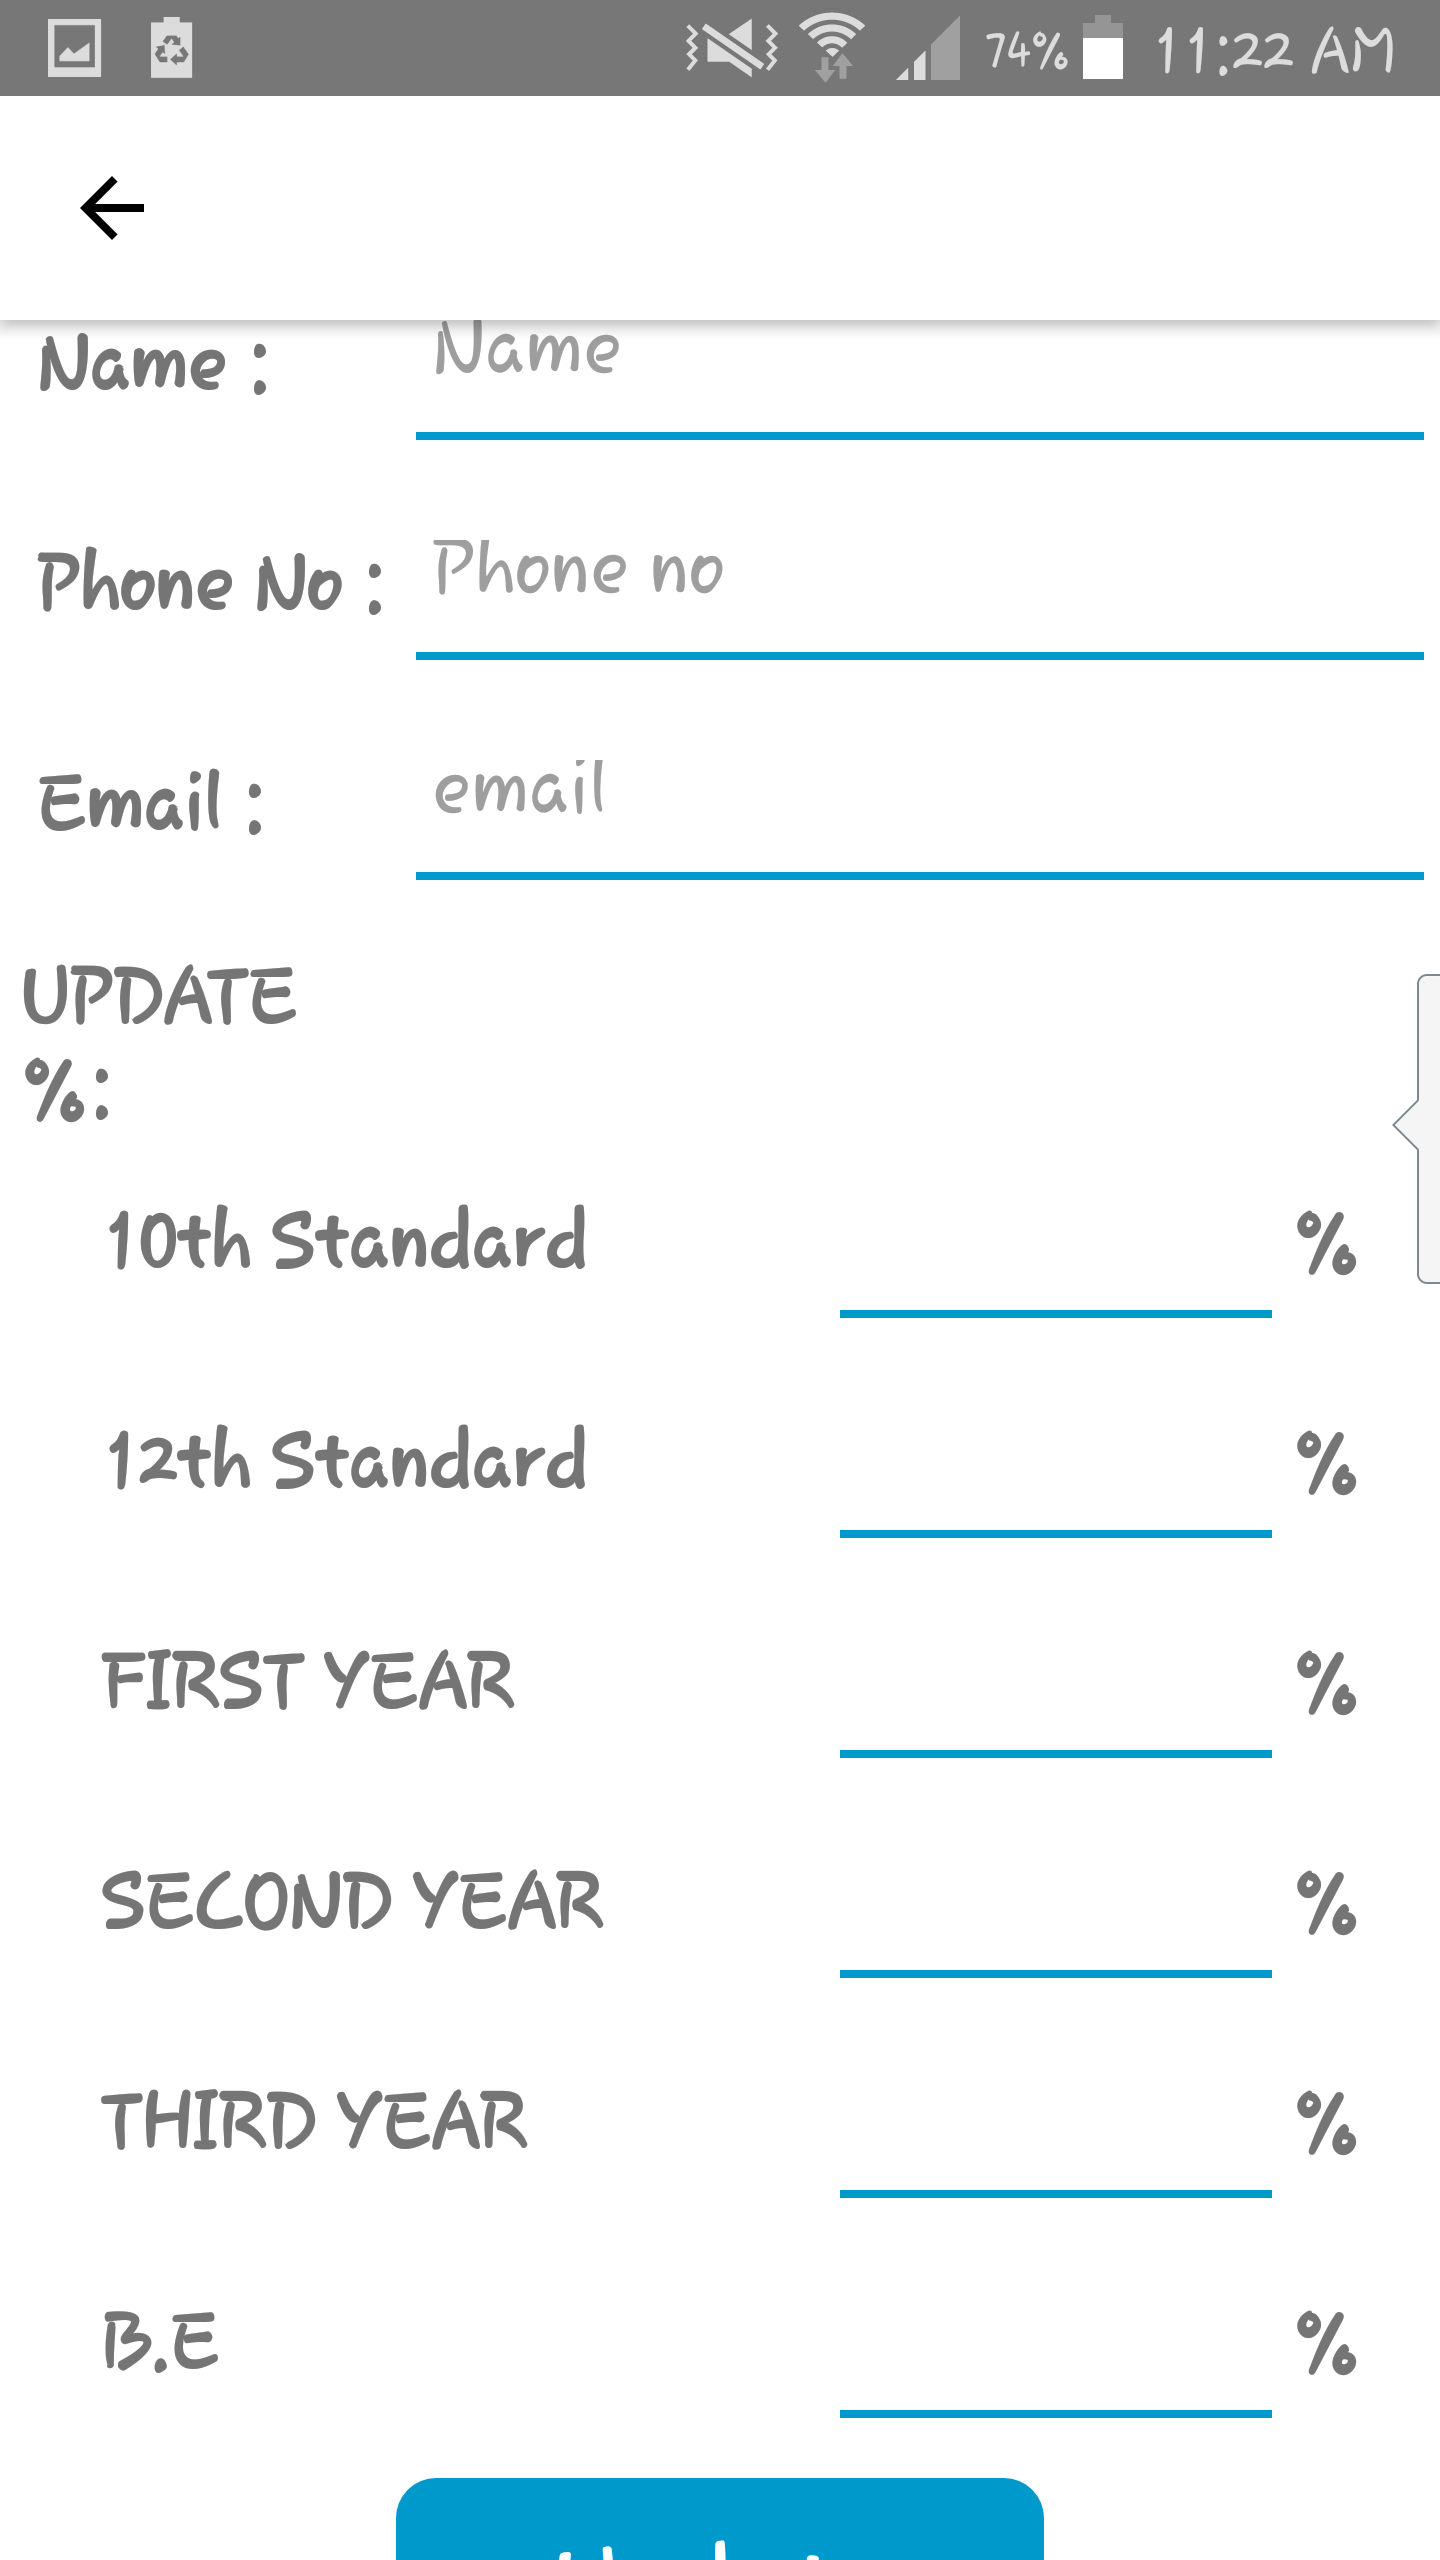 74% 11:22 AM
Name : Name
Phone No : Phone no
Email : email
UPDATE
%:
10th Standard %
12th Standard %
FIRST YEAR %
SECOND YEAR %
THIRD YEAR %
B.E %